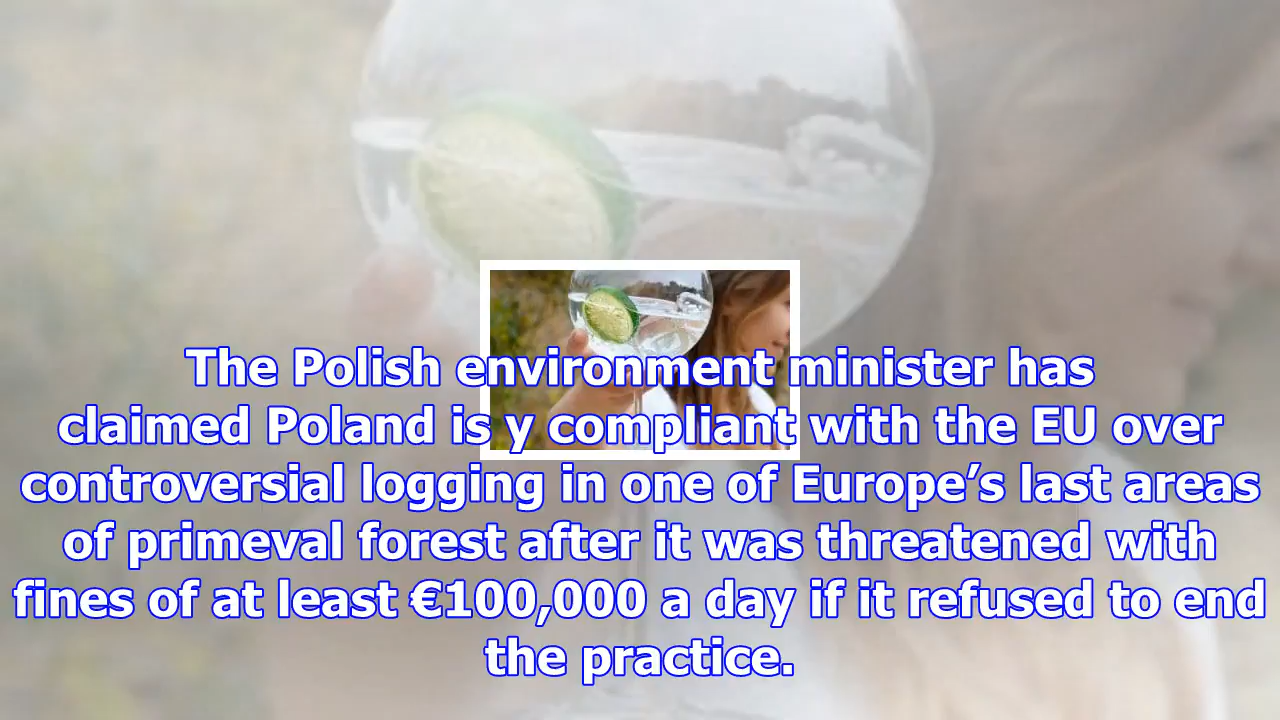 The Polish environment minister has
claimed Poland is y compliant with the EU over
controversial logging in one of Europe’s last areas
of primeval forest after it was threatened with
fines of at least €100,000 a day if it refused to end
the practice.